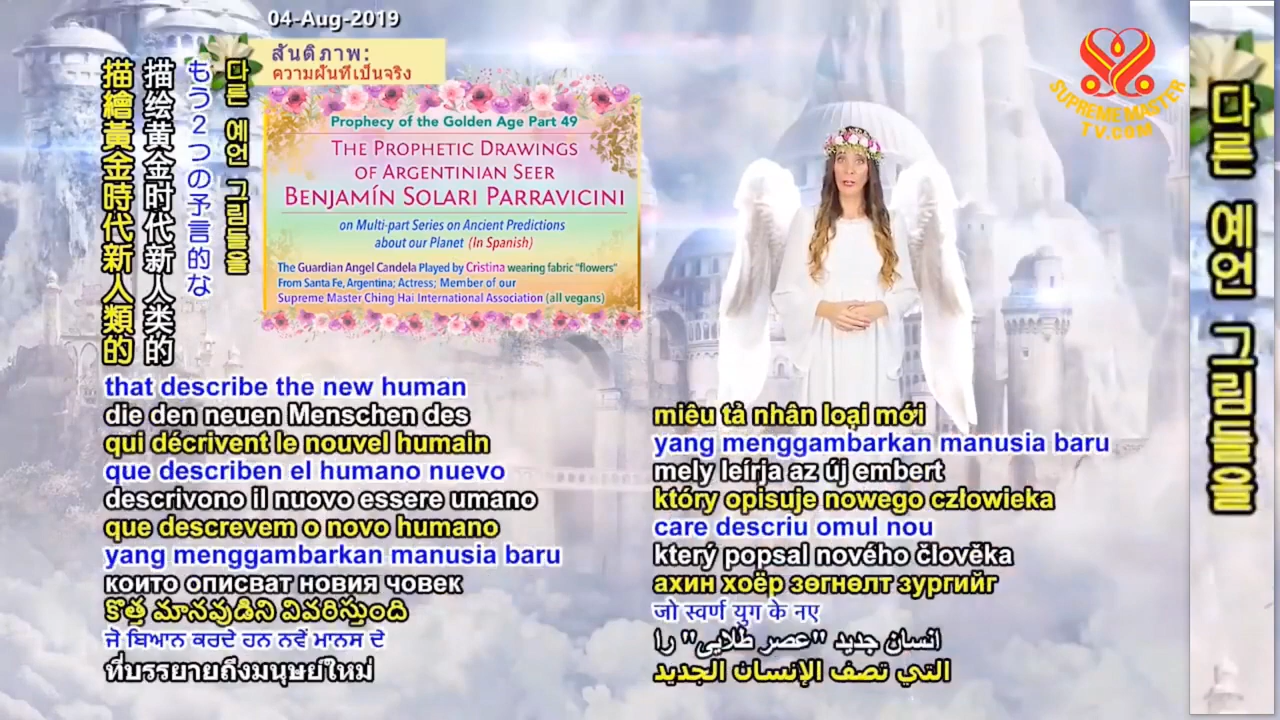 04-Aug-2019
สันติภาพ:
ความฝันที่เป็นจริง
SUPREME MASTER
TV.COM
Prophecy of the Golden Age Part 49
THE PROPHETIC DRAWINGS
OF ARGENTINIAN SEER
BENJAMÍN SOLARI PARRAVICINI
on Multi-part Series on Ancient Predictions
about our Planet (In Spanish)
The Guardian Angel Candela Played by Cristina wearing fabric “flowers”
From Santa Fe, Argentina; Actress; Member of our
Supreme Master Ching Hai International Association (all vegans)
다른 예언 그림들을
もう2つの予言的な
描绘黄金时代新人类的
描繪黃金時代新人類的
that describe the new human
die den neuen Menschen des
qui décrivent le nouvel humain
que describen el humano nuevo
descrivono il nuovo essere umano
que descrevem o novo humano
yang menggambarkan manusia baru
които описват новия човек
కొత్త మానవుడిని వివరిస్తుంది
ਜੋ ਬਿਆਨ ਕਰਦੇ ਹਨ ਨਵੇਂ ਮਾਨਸ ਦੇ
ที่บรรยายถึงมนุษย์ใหม่
miêu tả nhân loại mới
yang menggambarkan manusia baru
mely leírja az új embert
który opisuje nowego człowieka
care descriu omul nou
který popsal nového člověka
ахин хоёр зөгнөлт зургийг
जो स्वर्ण युग के नए
انسان جدید "عصر طلایی" را
التي تصف الإنسان الجديد
다른 예언 그림들을